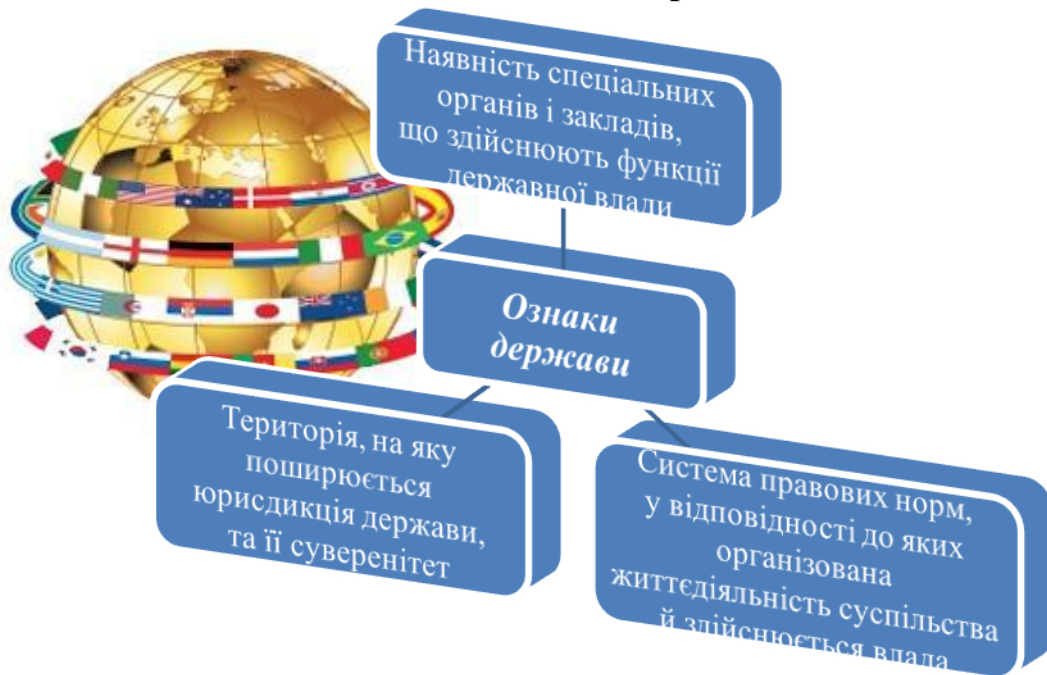 Наявність спеціальних
органів і закладів,
що здійснюють функції
державної влади
Ознаки
держави
Територія, на яку
поширюється
юрисдикція держави,
та її суверенітет
Система правових норм,
у відповідності до яких
організована
життєдіяльність суспільства
й здійснюється влада